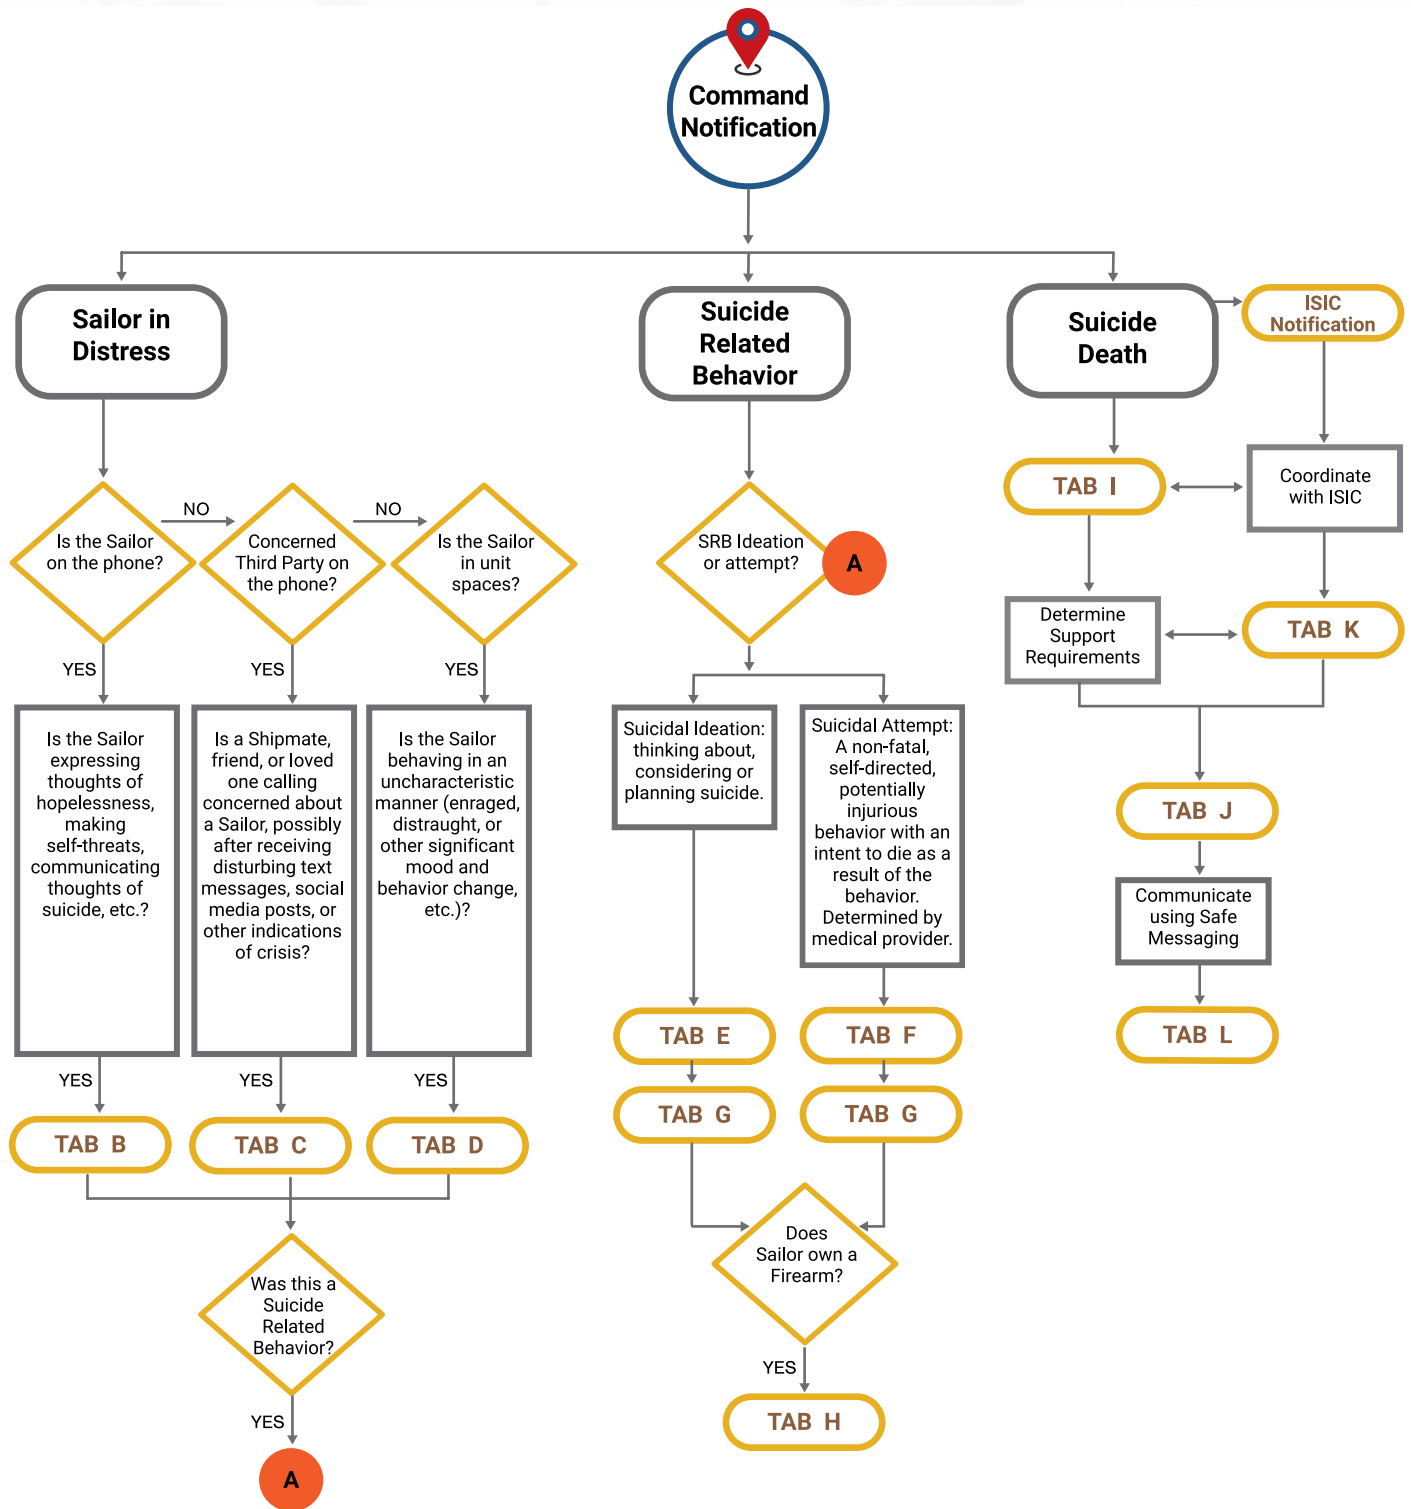 Command
Notification
Sailor in
Distress
Suicide
Related
Behavior
Suicide
Death
ISIC
Notification
Is the Sailor
on the phone?
NO
Concerned
Third Party on
the phone?
NO
Is the Sailor
in unit
spaces?
YES
YES
YES
Is the Sailor
expressing
thoughts of
hopelessness,
making
self-threats,
communicating
thoughts of
suicide, etc.?
Is a Shipmate,
friend, or loved
one calling
concerned about
a Sailor, possibly
after receiving
disturbing text
messages, social
media posts, or
other indications
of crisis?
Is the Sailor
behaving in an
uncharacteristic
manner (enraged,
distraught, or
other significant
mood and
behavior change,
etc.)?
YES
YES
YES
TAB B
TAB C
TAB D
Was this a
Suicide
Related
Behavior?
YES
A
SRB Ideation
or attempt?
A
Suicidal Ideation:
thinking about,
considering or
planning suicide.
Suicidal Attempt:
A non-fatal,
self-directed,
potentially
injurious
behavior with an
intent to die as a
result of the
behavior.
Determined by
medical provider.
TAB E
TAB F
TAB G
TAB G
Does
Sailor own a
Firearm?
YES
TAB H
TAB I
Coordinate
with ISIC
Determine
Support
Requirements
TAB K
TAB J
Communicate
using Safe
Messaging
TAB L